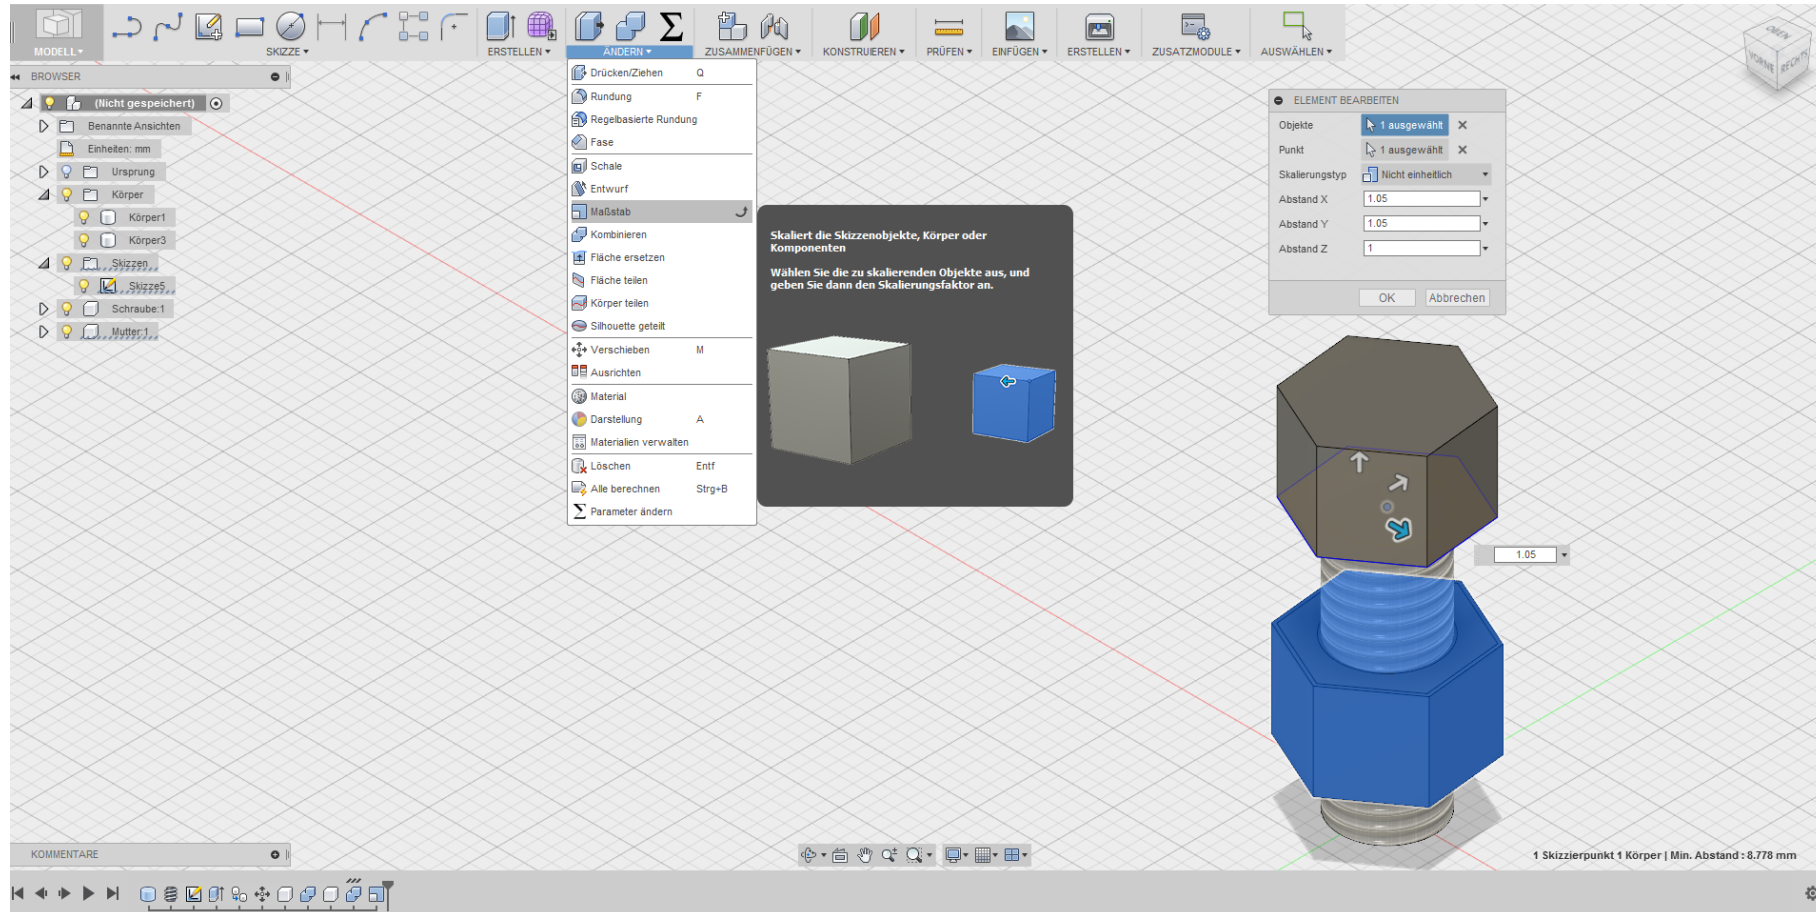 MODELL
SKIZZE
ERSTELLEN
ÄNDERN
ZUSAMMENFÜGEN
KONSTRUIEREN
PRÜFEN
EINFÜGEN
ERSTELLEN
ZUSATZMODULE
AUSWÄHLEN
OBEN
VORNE
RECHTS
BROWSER
(Nicht gespeichert)
Benannte Ansichten
Einheiten: mm
Ursprung
Körper
Körper1
Körper3
Skizzen
Skizze5
Schraube:1
Mutter:1
Drücken/Ziehen Q
Rundung F
Regelbasierte Rundung
Fase
Schale
Entwurf
Maßstab
Kombinieren
Fläche ersetzen
Fläche teilen
Körper teilen
Silhouette geteilt
Verschieben M
Ausrichten
Material
Darstellung A
Materialien verwalten
Löschen Entf
Alle berechnen Strg+B
Parameter ändern
Skaliert die Skizzenobjekte, Körper oder
Komponenten
Wählen Sie die zu skalierenden Objekte aus, und
geben Sie dann den Skalierungsfaktor an.
ELEMENT BEARBEITEN
Objekte 1 ausgewählt
Punkt 1 ausgewählt
Skalierungstyp Nicht einheitlich
Abstand X 1.05
Abstand Y 1.05
Abstand Z 1
OK Abbrechen
1.05
KOMMENTARE
1 Skizzierpunkt 1 Körper | Min. Abstand : 8.778 mm